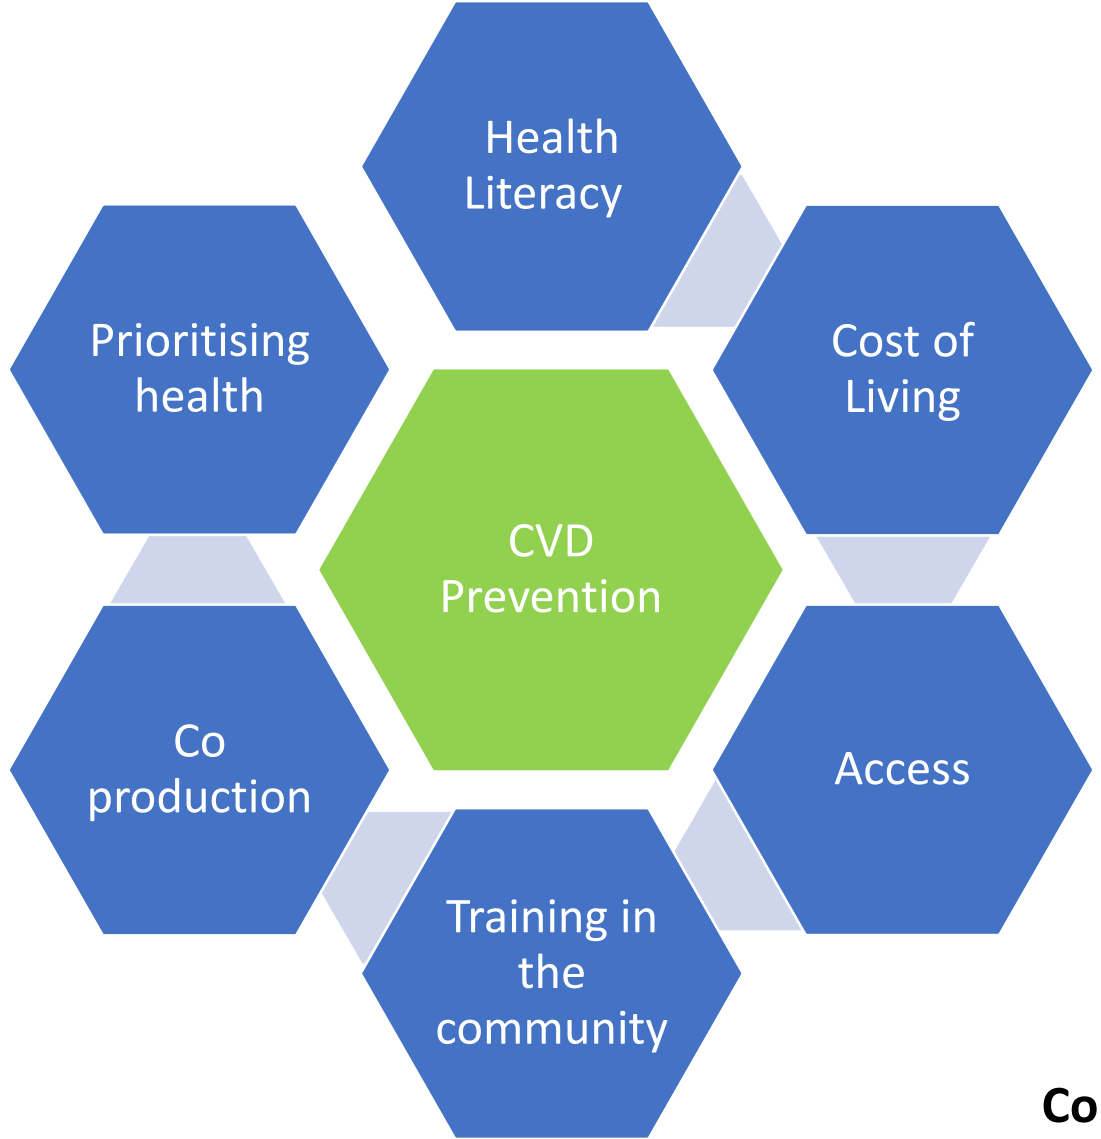 Health
Literacy
Cost of
Living
Access
Training in
the
community
Co
production
Prioritising
health
CVD
Prevention
Co